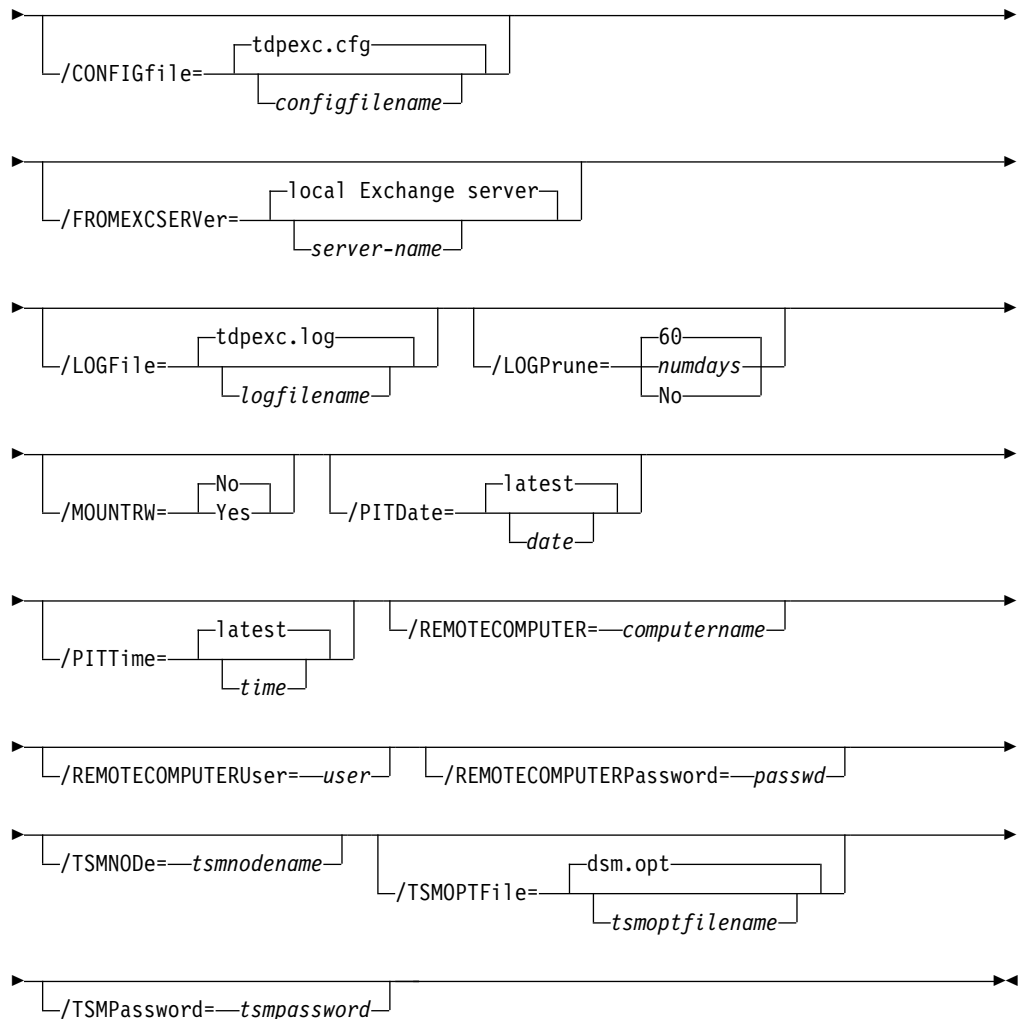 tdpexc.cfg
/CONFIGfile=
configfilename
local Exchange server
/FROMEXCSERVer=
server-name
tdpexc.log 60
/LOGFile= /LOGPrune= numdays
logfilename No
No latest
/MOUNTRW= Yes /PITDate=
date
latest /REMOTECOMPUTER= computername
/PITTime=
time
/REMOTECOMPUTERUser= user /REMOTECOMPUTERPassword= passwd
/TSMNODe= tsmnodename dsm.opt
/TSMOPTFile=
tsmoptfilename
/TSMPassword= tsmpassword